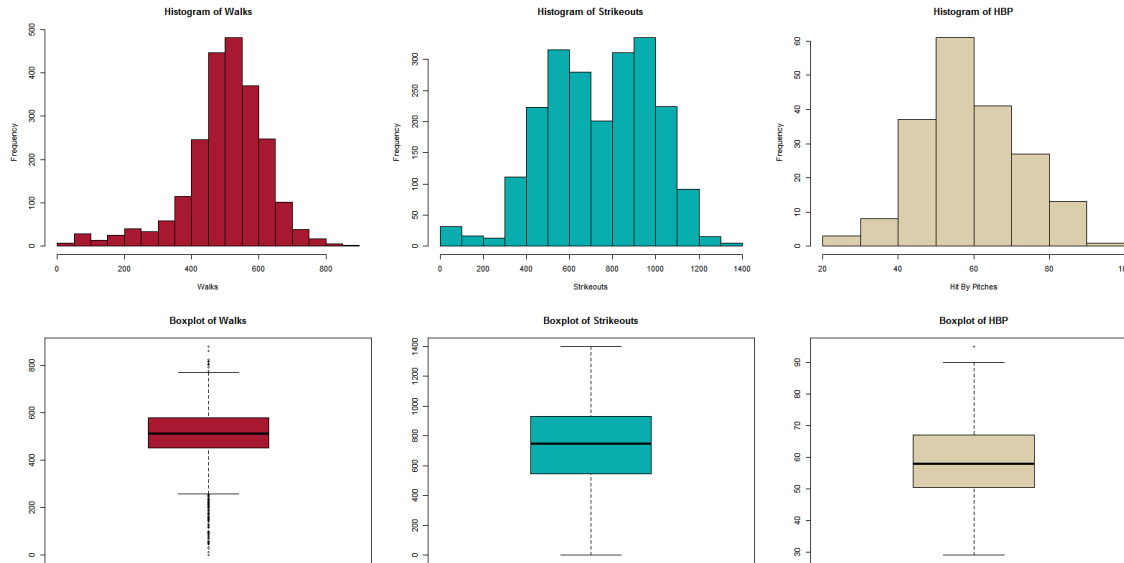 Histogram of Walks
Frequency
0 100 200 300 400 500
0 200 400 600 800
Walks
Histogram of Strikeouts
Frequency
0 50 100 150 200 250 300
0 200 400 600 800 1000 1200 1400
Strikeouts
Histogram of HBP
Frequency
0 10 20 30 40 50 60
20 40 60 80
Hit By Pitches
Boxplot of Walks
0 200 400 600 800
Boxplot of Strikeouts
0 200 400 600 800 1000 1200 1400
Boxplot of HBP
30 40 50 60 70 80 90